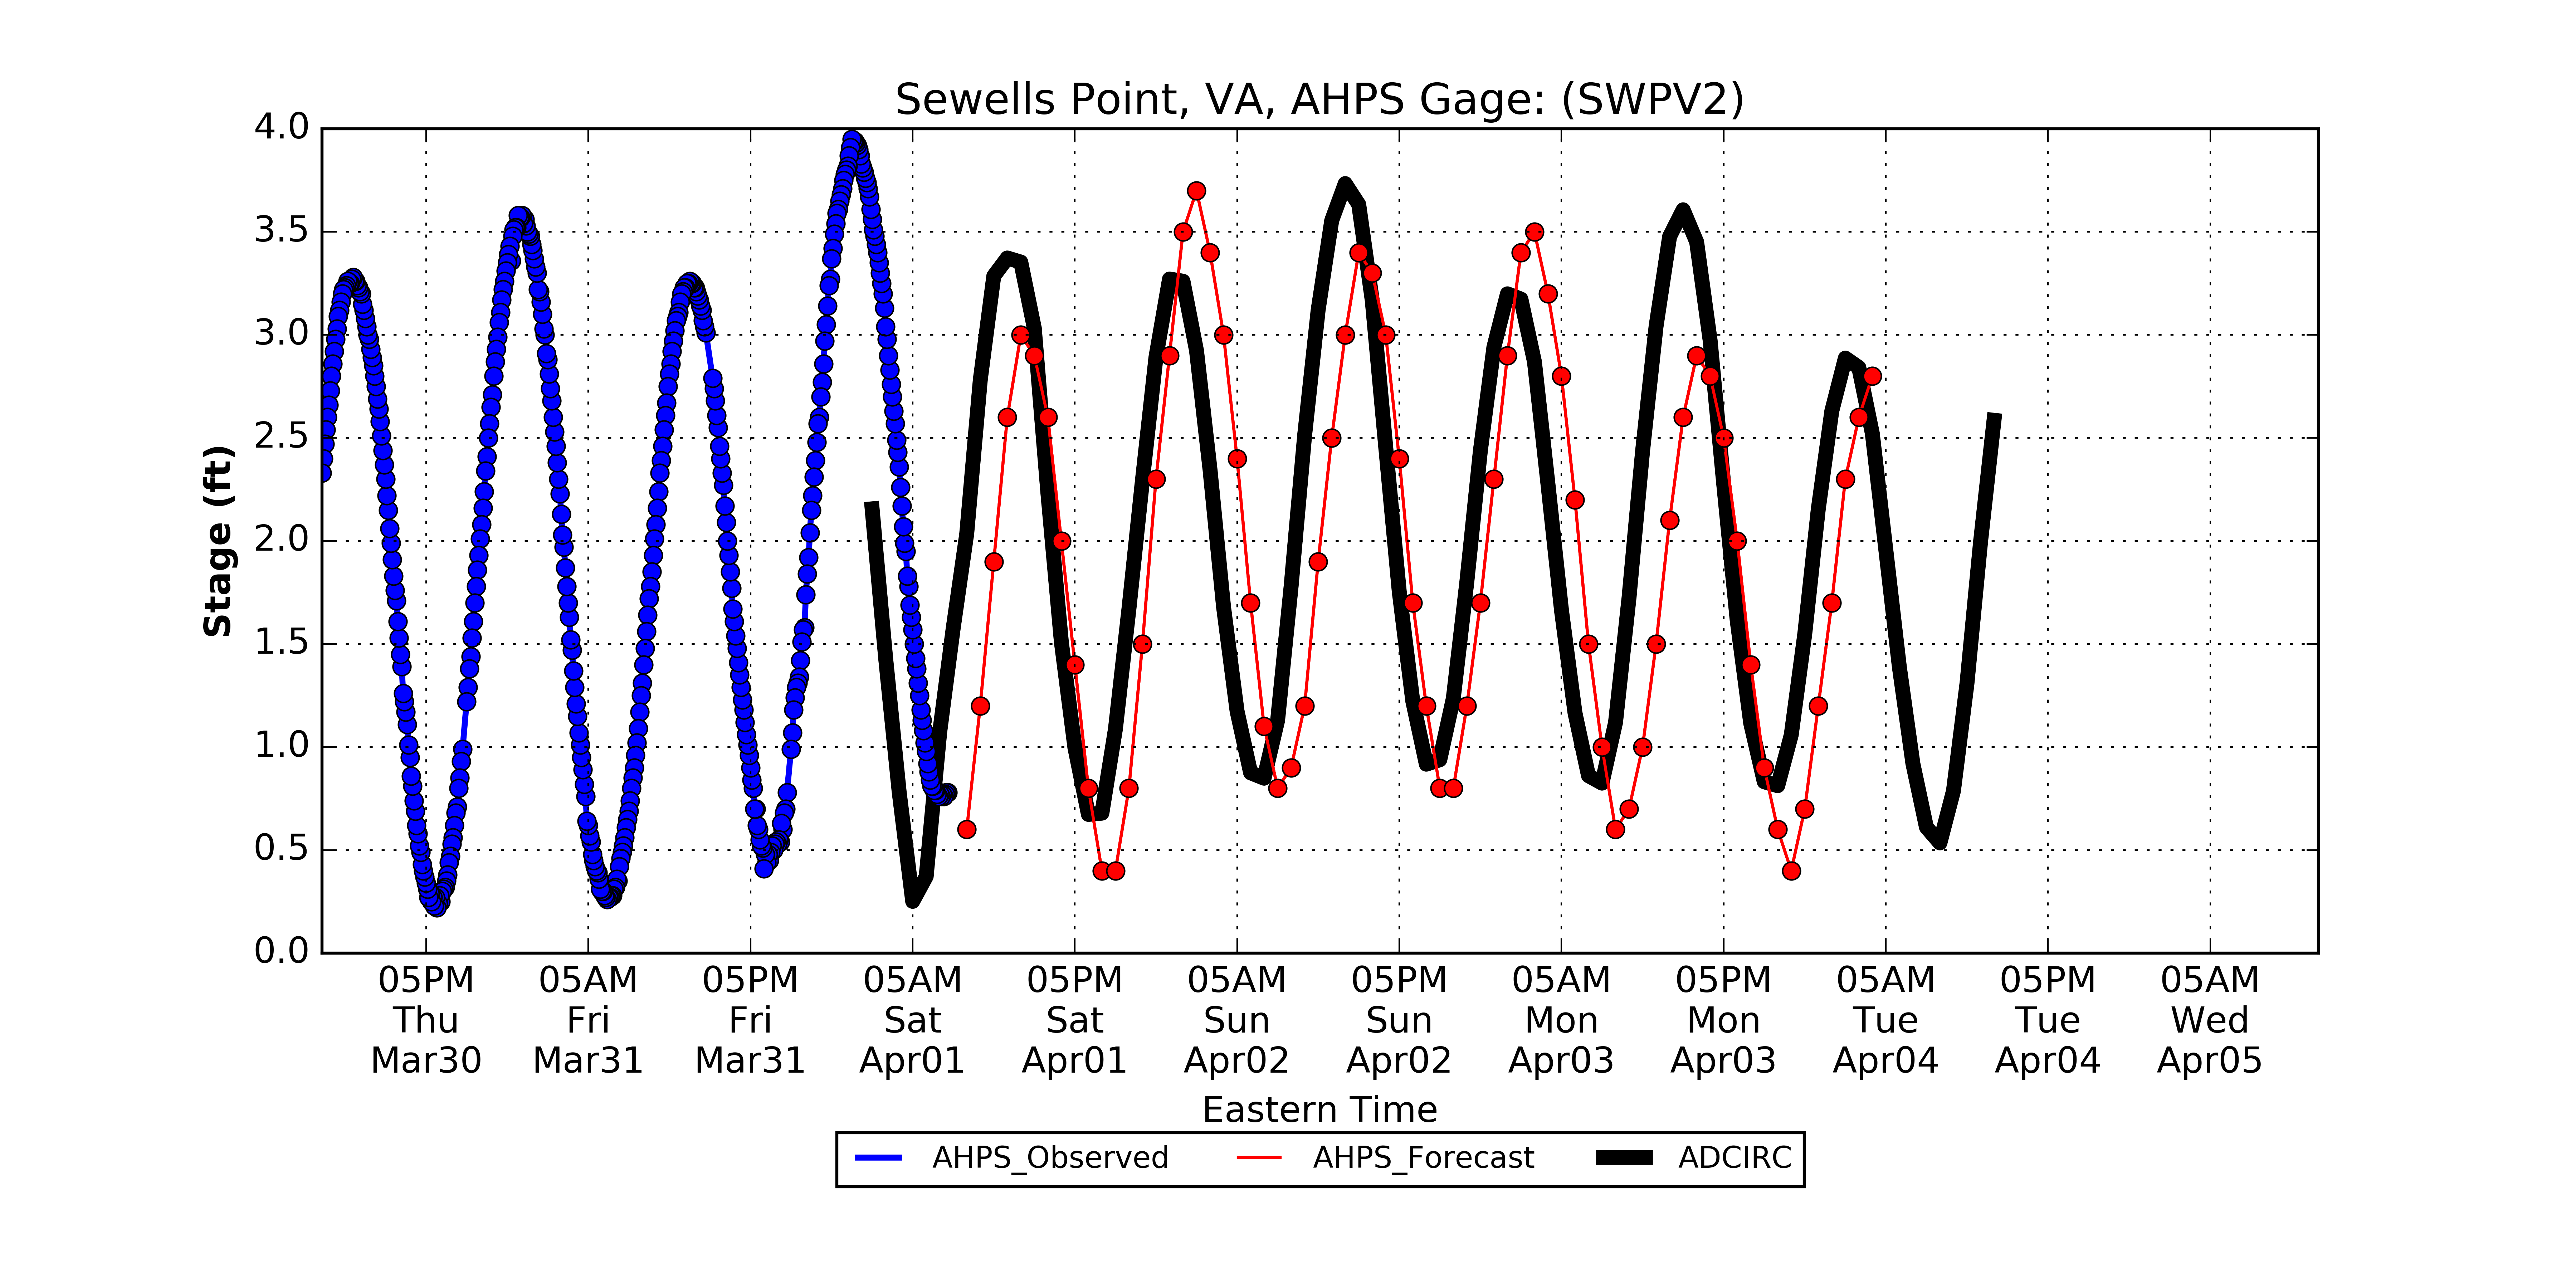 Sewells Point, VA, AHPS Gage: (SWPV2)
Stage (ft)
4.0
3.5
3.0
2.5
2.0
1.5
1.0
0.5
0.0
05PM 05AM 05PM 05AM 05PM 05AM 05PM 05AM 05PM 05AM 05PM 05AM
Thu Fri Fri Sat Sat Sun Sun Mon Mon Tue Tue Wed
Mar30 Mar31 Mar31 Apr01 Apr01 Apr02 Apr02 Apr03 Apr03 Apr04 Apr04 Apr05
Eastern Time
AHPS_Observed AHPS_Forecast ADCIRC